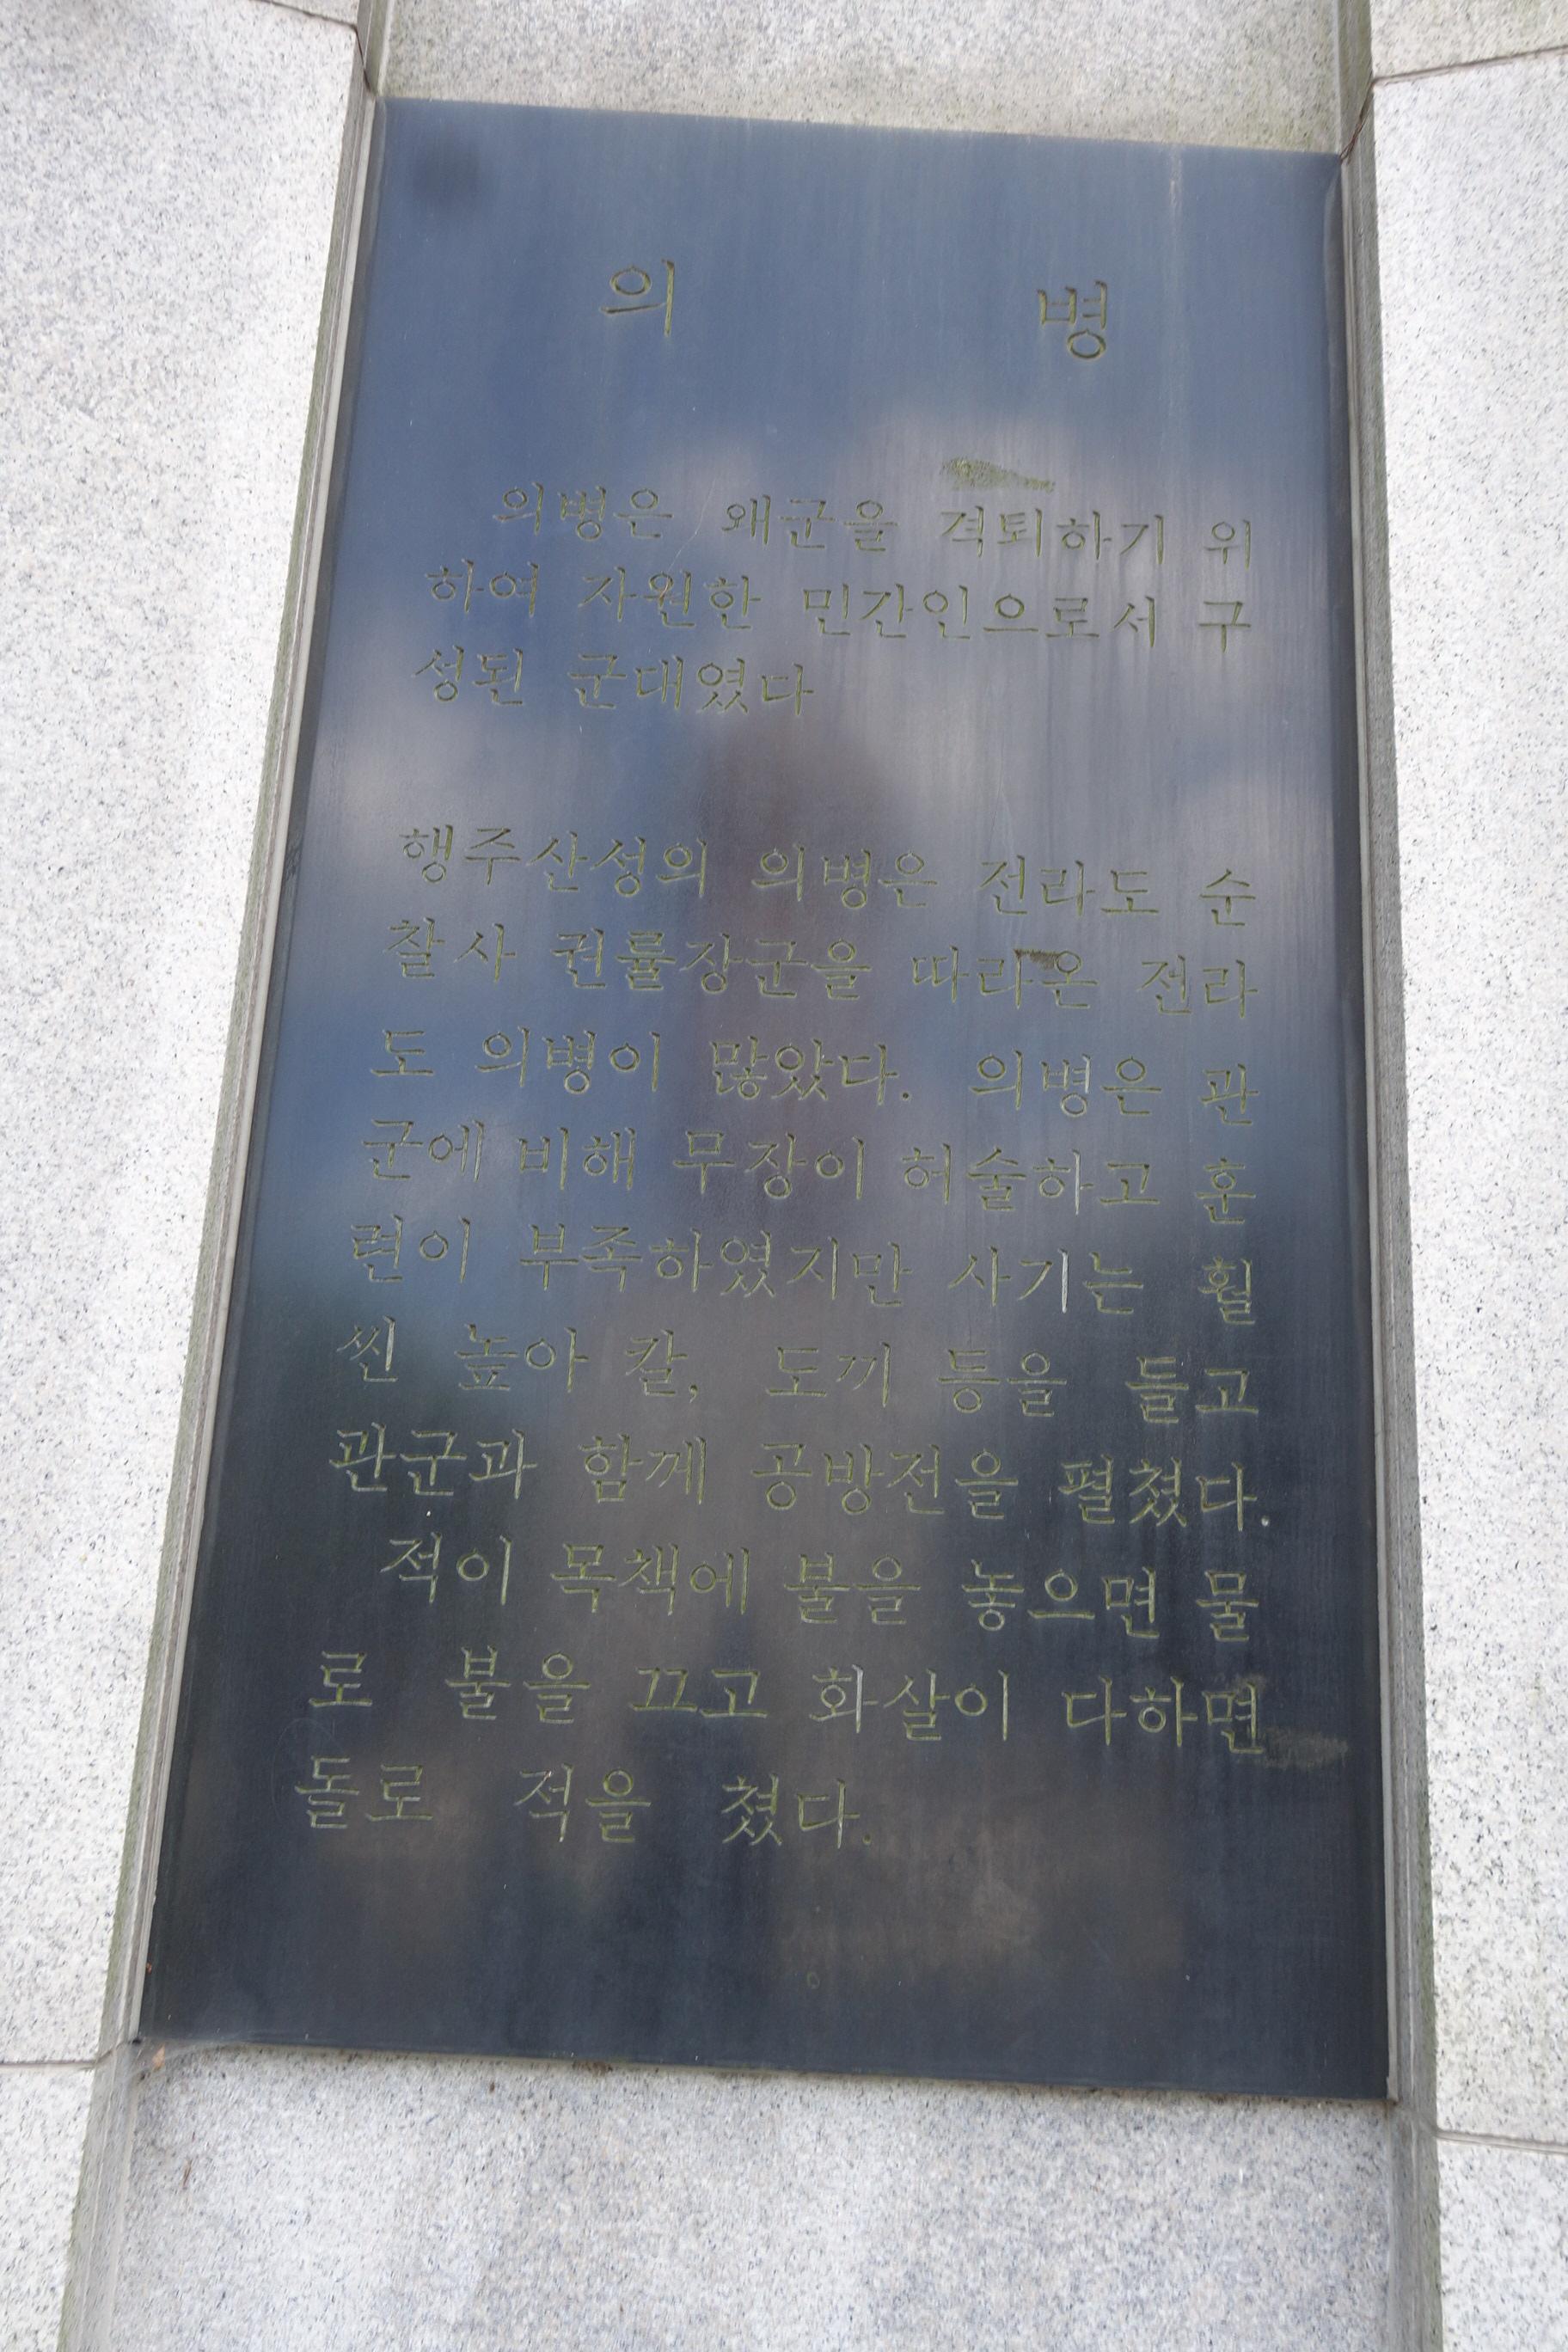 의 병
의병은 왜군을 격퇴하기 위
하여 자원한 민간인으로서 구
성된 군대였다
행주산성의 의병은 전라도 순
찰사 권률장군을 따라온 전라
도 의병이 많았다. 의병은 관
군에 비해 무장이 허술하고 훈
련이 부족하였지만 사기는 훨
씬 높아 칼, 도끼 등을 들고
관군과 함께 공방전을 펼쳤다.
적이 목책에 불을 놓으면 물
로 불을 끄고 화살이 다하면
돌로 적을 쳤다.